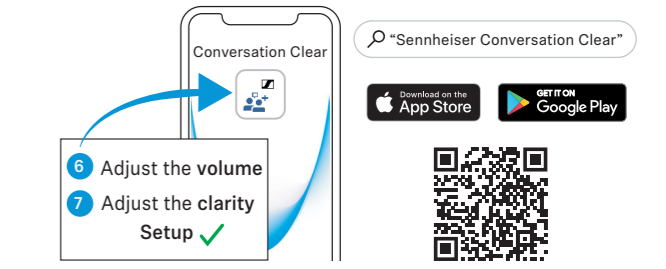 Conversation Clear
"Sennheiser Conversation Clear"
Download on the
App Store
GET IT ON
Google Play
6 Adjust the volume
7 Adjust the clarity
Setup